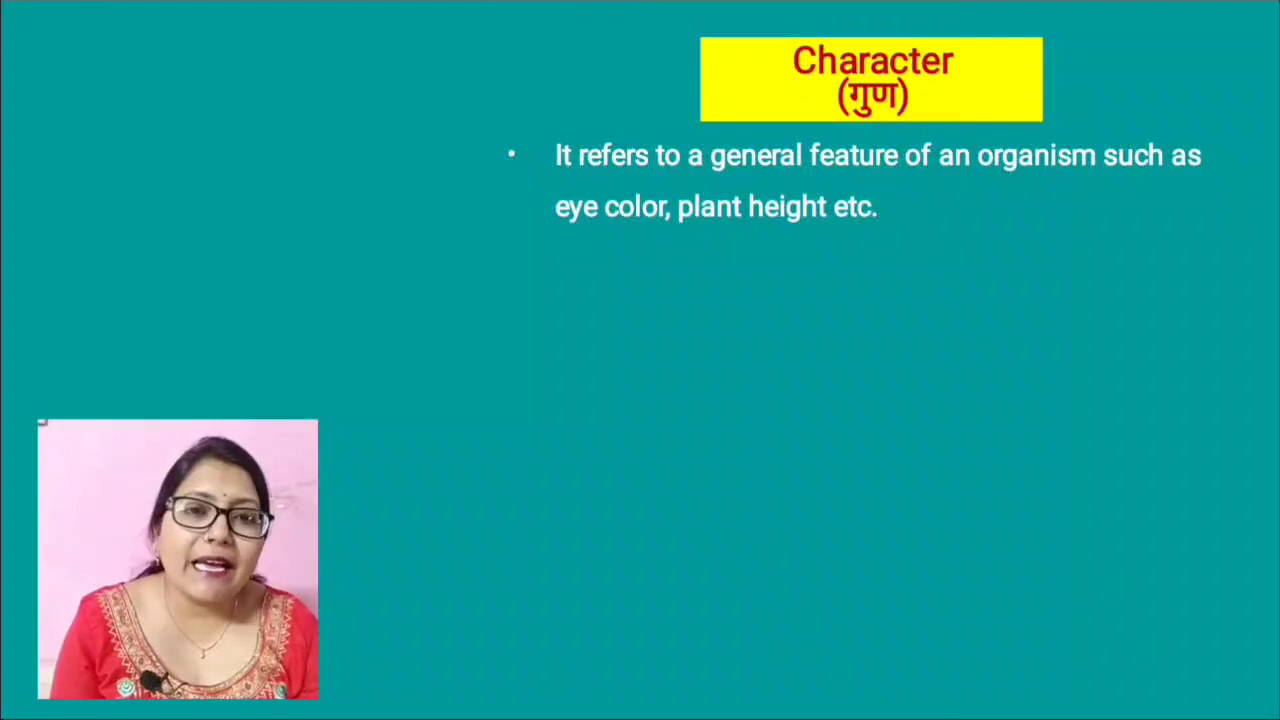 Character
(गुण)
• It refers to a general feature of an organism such as
eye color, plant height etc.